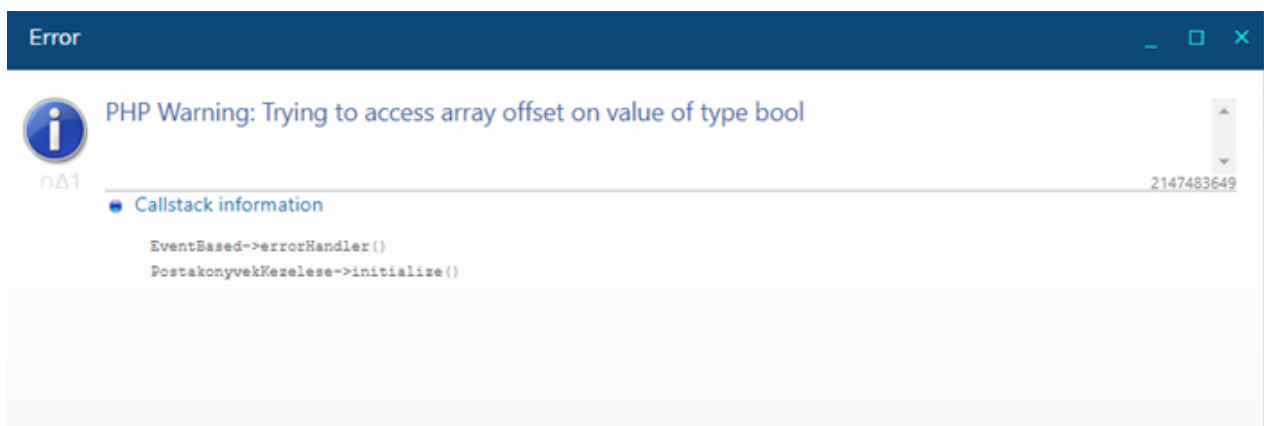 Error
PHP Warning: Trying to access array offset on value of type bool
∩Δ1
2147483649
Callstack information
EventBased->errorHandler()
PostakonyvekKezelese->initialize()